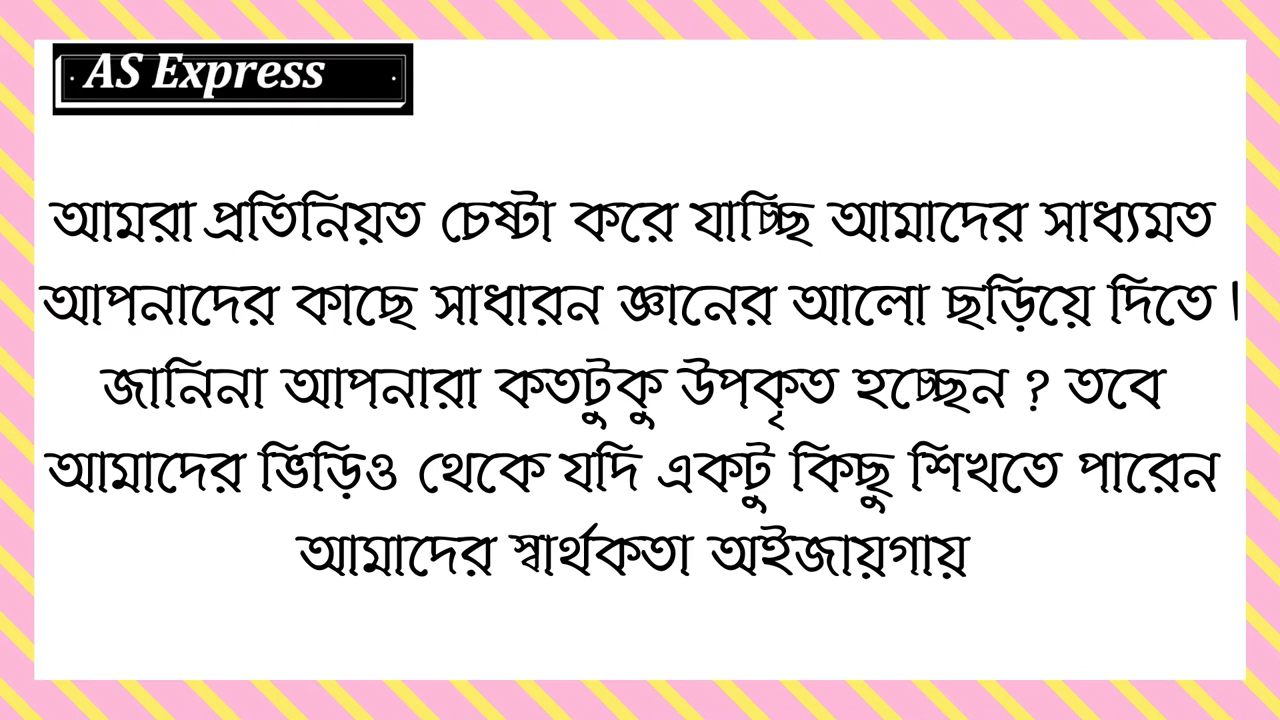 AS Express
আমরা প্রতিনিয়ত চেষ্টা করে যাচ্ছি আমাদের সাধ্যমত
আপনাদের কাছে সাধারন জ্ঞানের আলো ছড়িয়ে দিতে।
জানিনা আপনারা কতটুকু উপকৃত হচ্ছেন ? তবে
আমাদের ভিড়িও থেকে যদি একটু কিছু শিখতে পারেন
আমাদের স্বার্থকতা অইজায়গায়